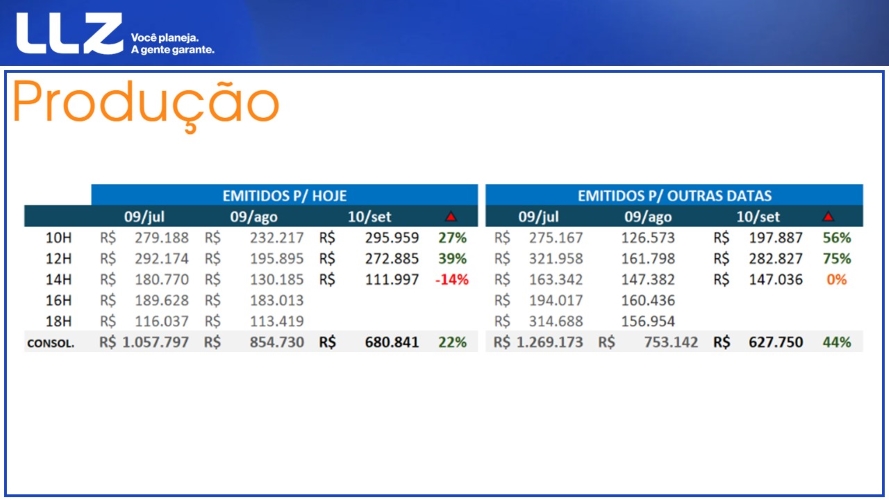 LLZ Você planeja.
A gente garante.
Produção
EMITIDOS P/ HOJE EMITIDOS P/ OUTRAS DATAS
09/jul 09/ago 10/set 09/jul 09/ago 10/set
10H R$ 279.188 R$ 232.217 R$ 295.959 27% R$ 275.167 126.573 R$ 197.887 56%
12H R$ 292.174 R$ 195.895 R$ 272.885 39% R$ 321.958 161.798 R$ 282.827 75%
14H R$ 180.770 R$ 130.185 R$ 111.997 -14% R$ 163.342 147.382 R$ 147.036 0%
16H R$ 189.628 R$ 183.013 R$ 194.017 160.436
18H R$ 116.037 R$ 113.419 R$ 314.688 156.954
CONSOL. R$ 1.057.797 R$ 854.730 R$ 680.841 22% R$ 1.269.173 R$ 753.142 R$ 627.750 44%